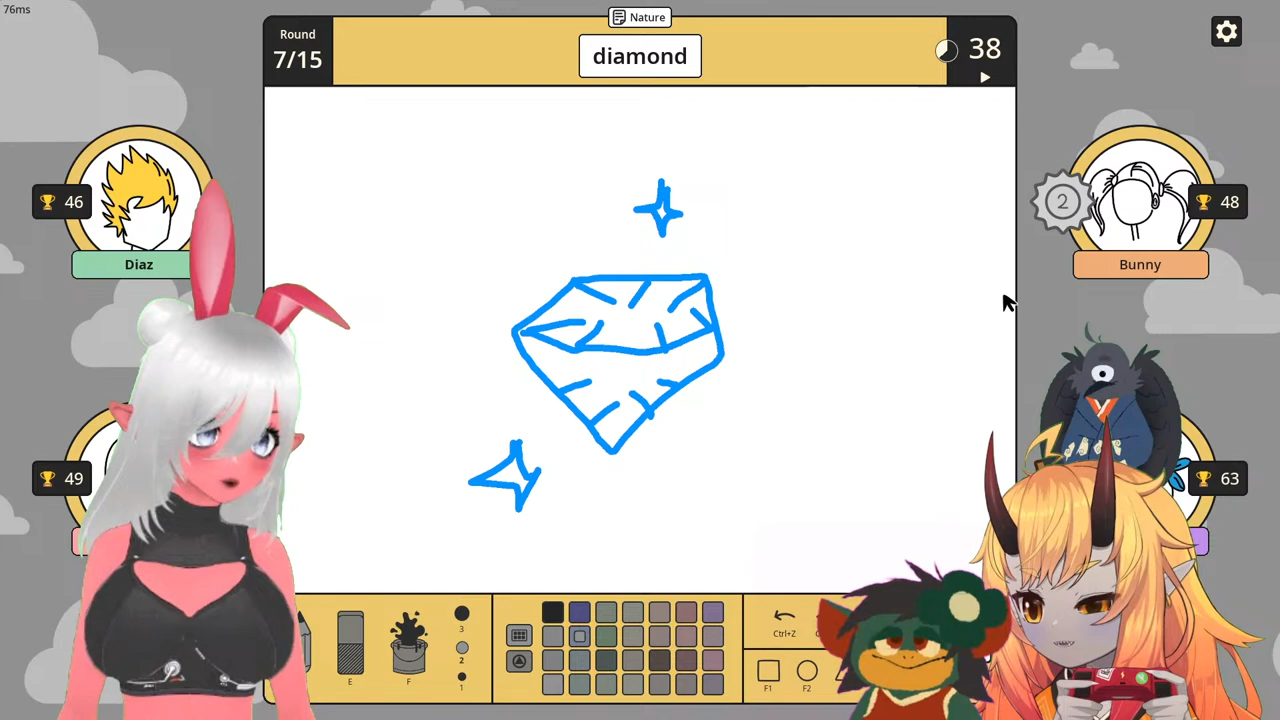 76ms
Nature
Round
7/15
diamond
38
46
Diaz
2
48
Bunny
49
63
E
F
3
2
1
Ctrl+Z
F1
F2